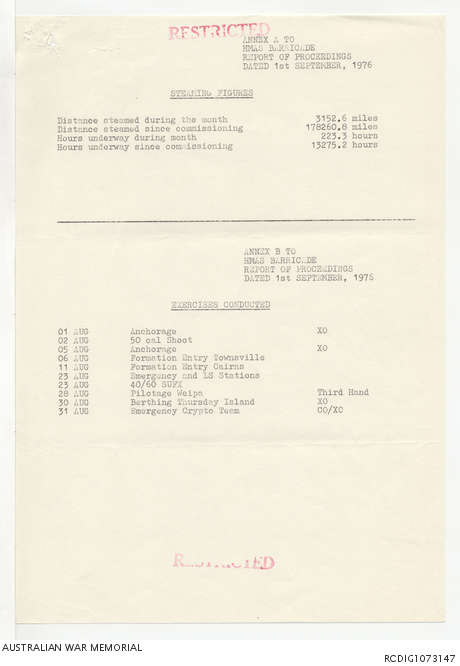 RESTRICTED
ANNEX A TO
HMAS BARRICADE
REPORT OF PROCEEDINGS
DATED 1st SEPTEMBER, 1976
STEAMING FIGURES
Distance steamed during the month 3152.6 miles
Distance steamed since commissioning 178260.8 miles
Hours underway during month 223.3 hours
Hours underway since commissioning 13275.2 hours
ANNEX B TO
HMAS BARRICADE
REPORT OF PROCEEDINGS
DATED 1st SEPTEMBER, 1976
EXERCISES CONDUCTED
01 AUG Anchorage XO
02 AUG 50 cal Shoot
05 AUG Anchorage XO
06 AUG Formation Entry Townsville
11 AUG Formation Entry Cairns
23 AUG Emergency and LS Stations
23 AUG 40/60 SUFX
28 AUG Pilotage Weipa Third Hand
30 AUG Berthing Thursday Island XO
31 AUG Emergency Crypto Team CO/XO
RESTRICTED
AUSTRALIAN WAR MEMORIAL RCDIG1073147